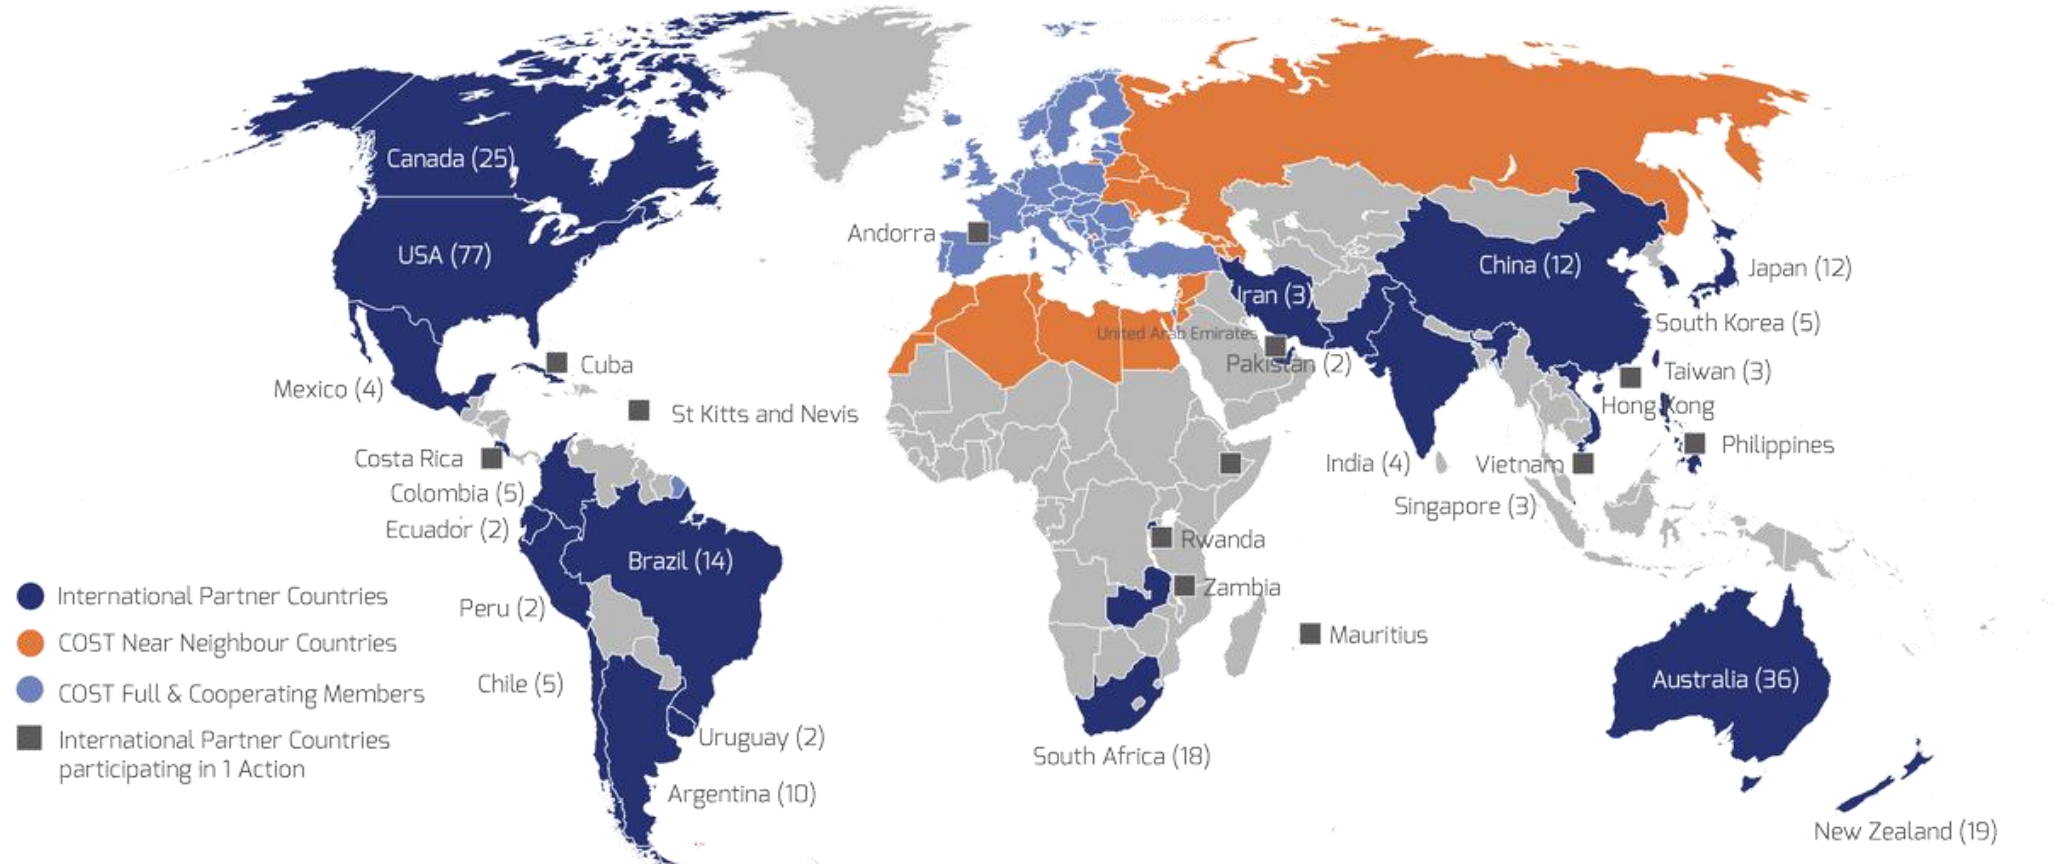 Canada (25)
USA (77)
Mexico (4)
Cuba
St Kitts and Nevis
Costa Rica
Colombia (5)
Ecuador (2)
Brazil (14)
Peru (2)
Chile (5)
Uruguay (2)
Argentina (10)
Andorra
Iran (3)
United Arab Emirates
Pakistan (2)
China (12)
Japan (12)
South Korea (5)
Taiwan (3)
Hong Kong
Philippines
India (4)
Vietnam
Singapore (3)
Rwanda
Zambia
Mauritius
South Africa (18)
Australia (36)
New Zealand (19)
International Partner Countries
COST Near Neighbour Countries
COST Full & Cooperating Members
International Partner Countries
participating in 1 Action